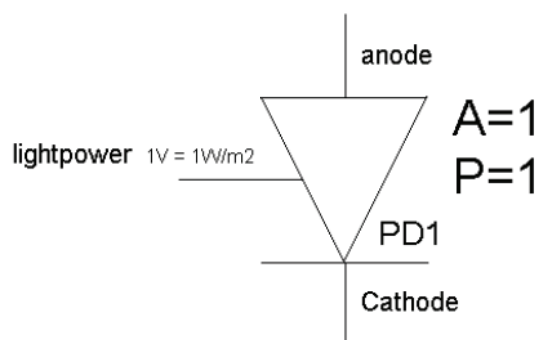 anode
A=1
lightpower 1V = 1W/m2
P=1
PD1
Cathode